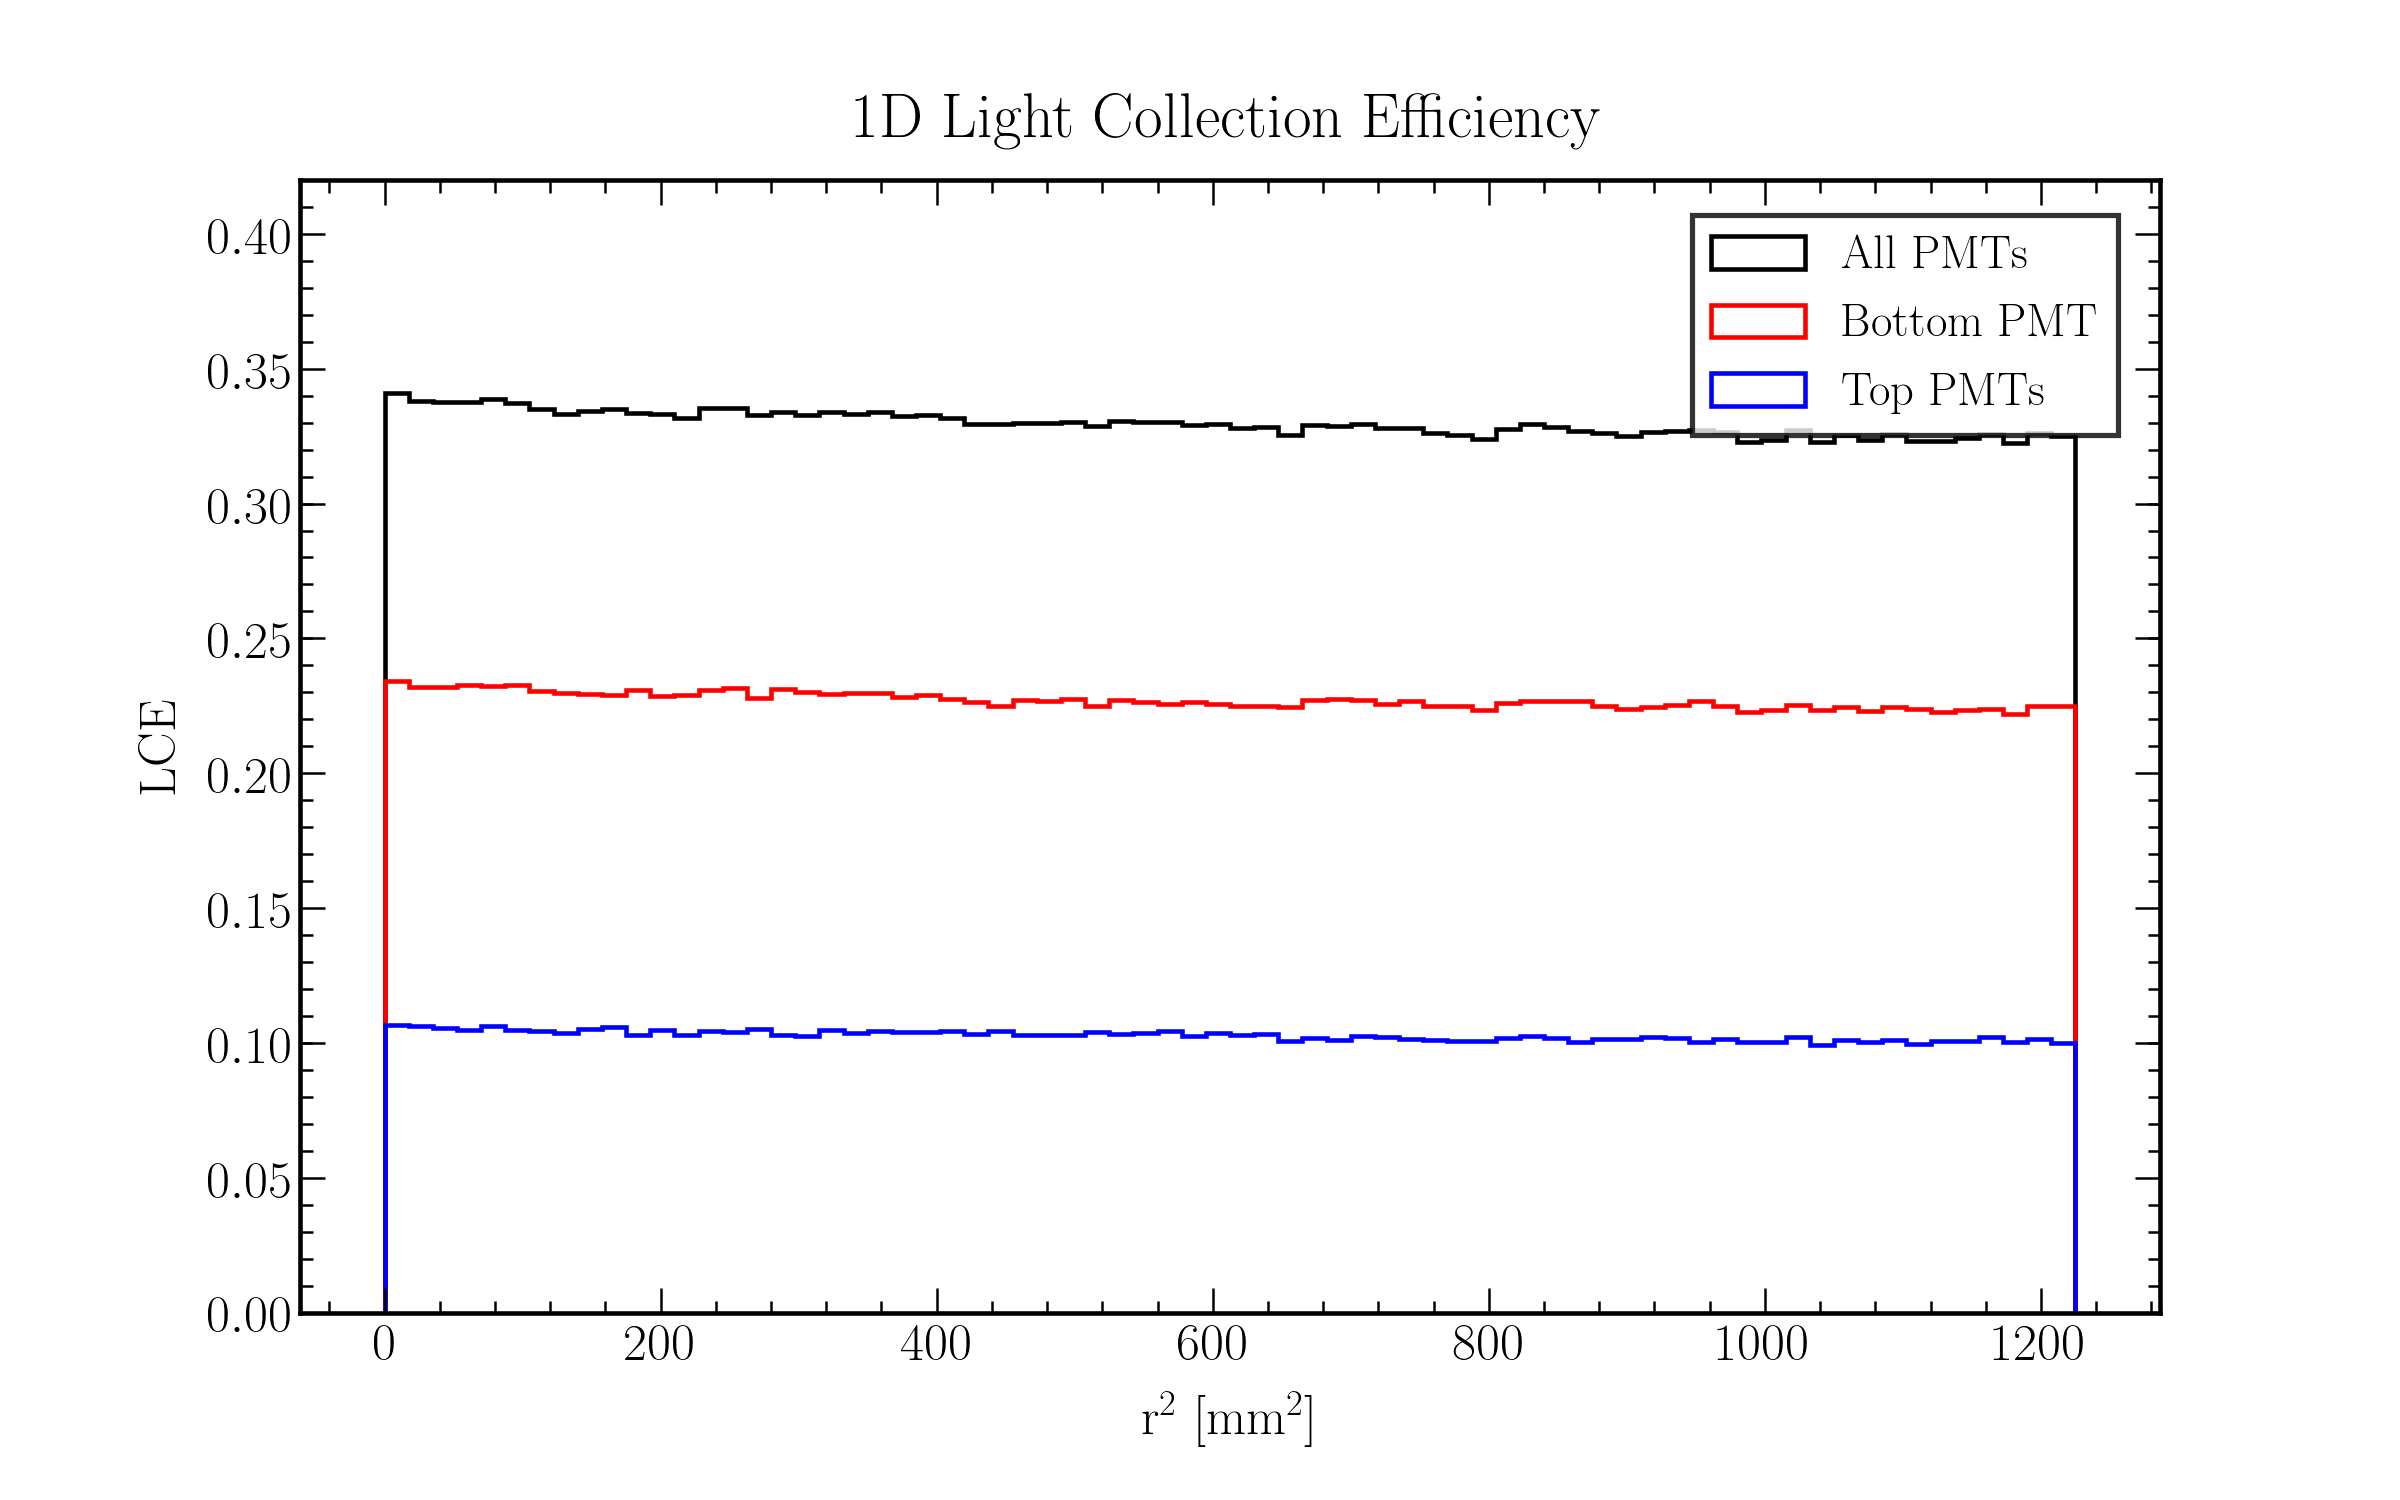 1D Light Collection Efficiency
All PMTs
Bottom PMT
Top PMTs
LCE
0.40
0.35
0.30
0.25
0.20
0.15
0.10
0.05
0.00
0 200 400 600 800 1000 1200
r² [mm²]